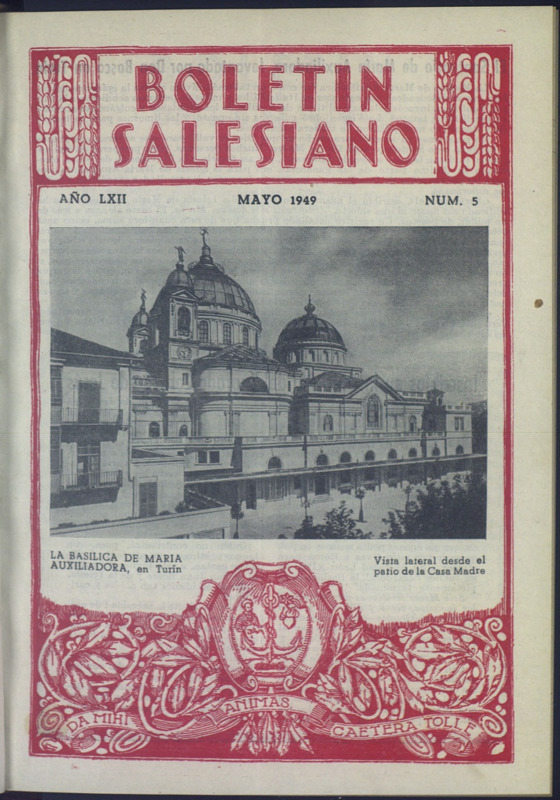 BOLETIN
SALESIANO
AÑO LXII
MAYO 1949
NUM. 5
LA BASILICA DE MARIA
AUXILIADORA, en Turín
Vista lateral desde el
patio de la Casa Madre
DA MIHI ANIMAS, CAETERA TOLLE